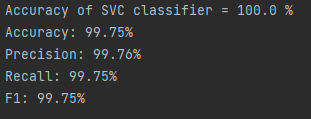 Accuracy of SVC classifier = 100.0 %
Accuracy: 99.75%
Precision: 99.76%
Recall: 99.75%
F1: 99.75%